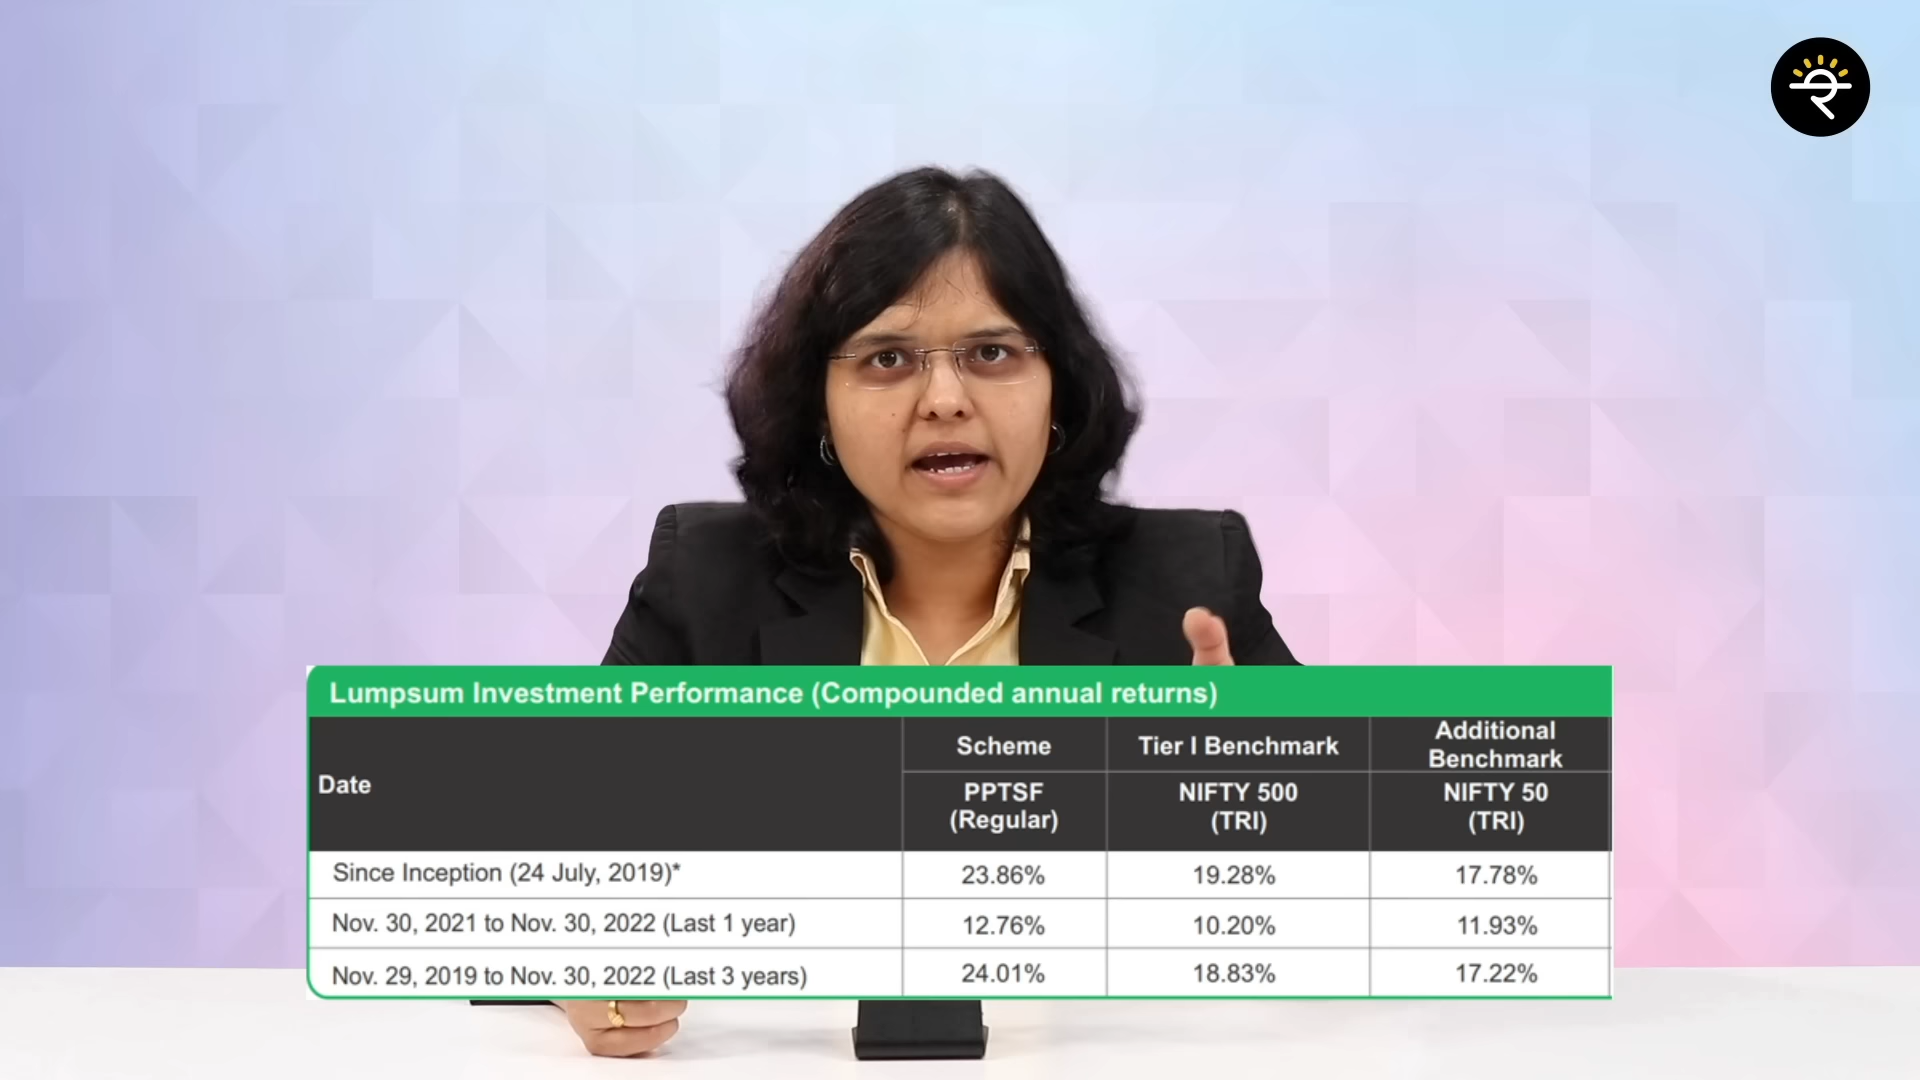 Lumpsum Investment Performance (Compounded annual returns)
Date
Scheme
Tier I Benchmark
Additional
Benchmark
PPTSF
(Regular)
NIFTY 500
(TRI)
NIFTY 50
(TRI)
Since Inception (24 July, 2019)* 23.86% 19.28% 17.78%
Nov. 30, 2021 to Nov. 30, 2022 (Last 1 year) 12.76% 10.20% 11.93%
Nov. 29, 2019 to Nov. 30, 2022 (Last 3 years) 24.01% 18.83% 17.22%